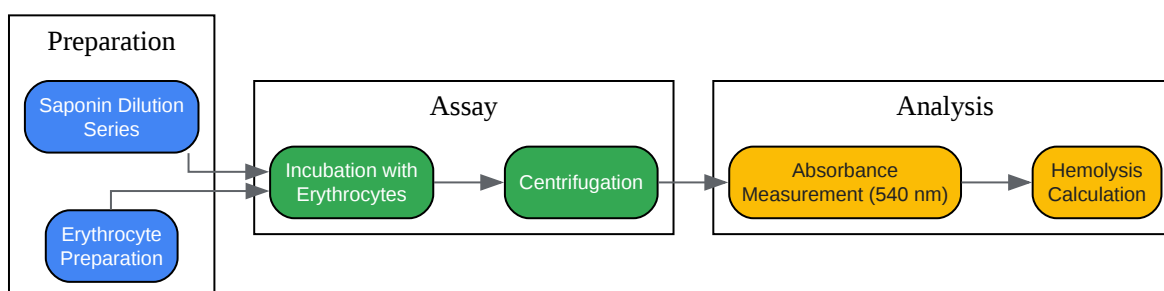 Preparation
Saponin Dilution
Series
Erythrocyte
Preparation
Assay
Incubation with
Erythrocytes
Centrifugation
Analysis
Absorbance
Measurement (540 nm)
Hemolysis
Calculation